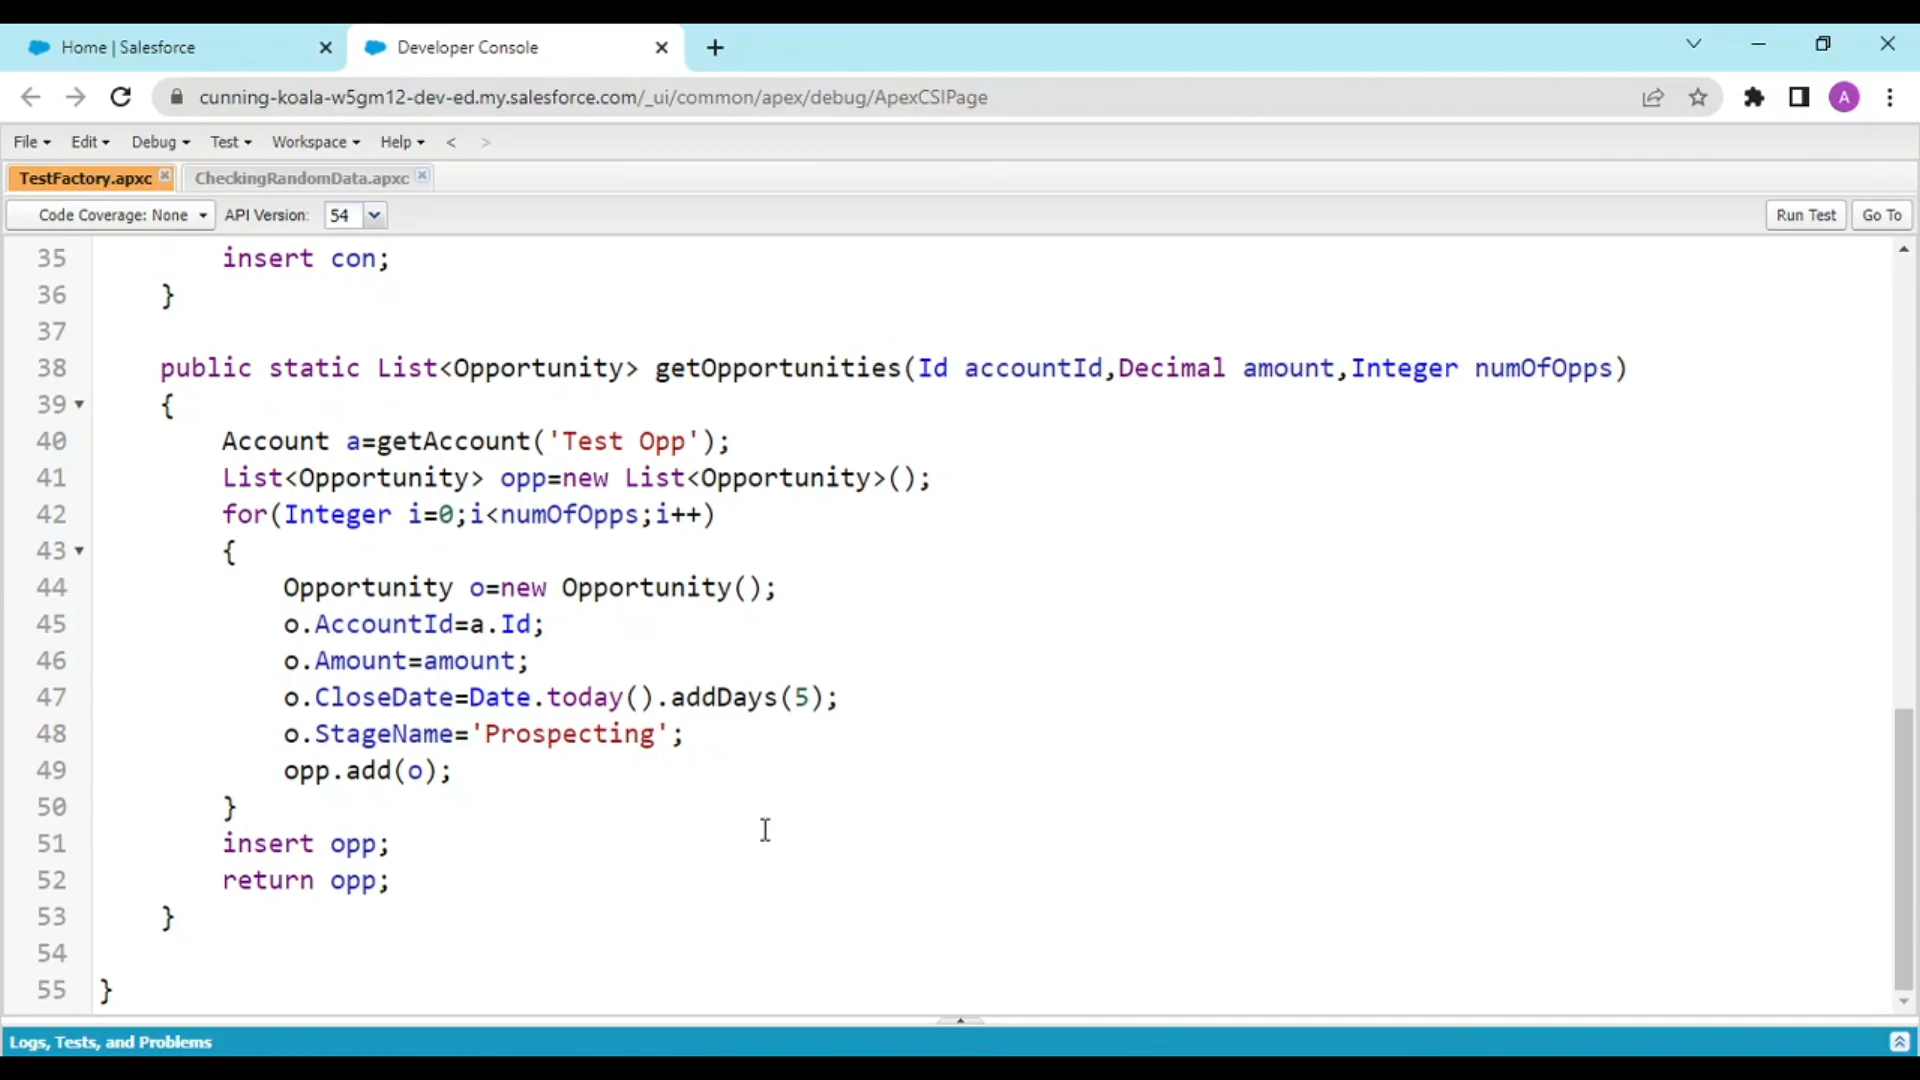 Home | Salesforce
Developer Console
cunning-koala-w5gm12-dev-ed.my.salesforce.com/_ui/common/apex/debug/ApexCSIPage
A
File Edit Debug Test Workspace Help < >
TestFactory.apxc CheckingRandomData.apxc
Code Coverage: None API Version: 54 Run Test Go To
35 insert con;
36 }
37
38 public static List<Opportunity> getOpportunities(Id accountId,Decimal amount,Integer numOfOpps)
39 {
40 Account a=getAccount('Test Opp');
41 List<Opportunity> opp=new List<Opportunity>();
42 for(Integer i=0;i<numOfOpps;i++)
43 {
44 Opportunity o=new Opportunity();
45 o.AccountId=a.Id;
46 o.Amount=amount;
47 o.CloseDate=Date.today().addDays(5);
48 o.StageName='Prospecting';
49 opp.add(o);
50 }
51 insert opp;
52 return opp;
53 }
54
55 }
Logs, Tests, and Problems